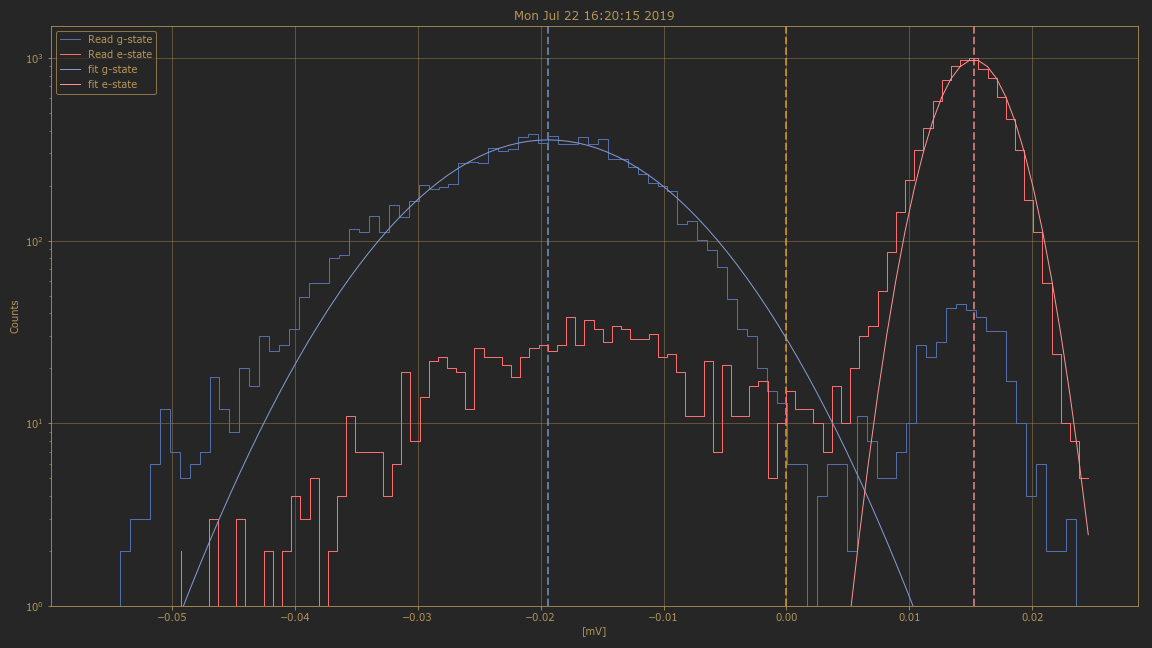 Mon Jul 22 16:20:15 2019
Read g-state
Read e-state
fit g-state
fit e-state
Counts
10³
10²
10¹
10⁰
−0.05 −0.04 −0.03 −0.02 −0.01 0.00 0.01 0.02
[mV]